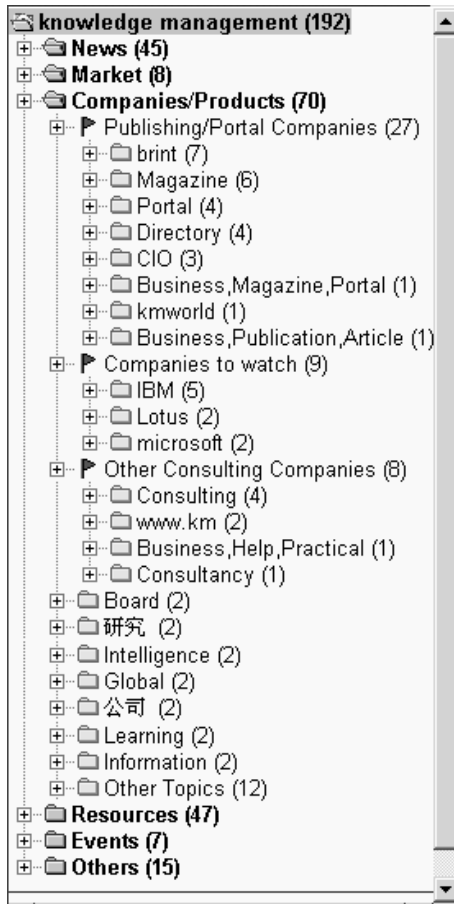 knowledge management (192)
News (45)
Market (8)
Companies/Products (70)
Publishing/Portal Companies (27)
brint (7)
Magazine (6)
Portal (4)
Directory (4)
CIO (3)
Business,Magazine,Portal (1)
kmworld (1)
Business,Publication,Article (1)
Companies to watch (9)
IBM (5)
Lotus (2)
microsoft (2)
Other Consulting Companies (8)
Consulting (4)
www.km (2)
Business,Help,Practical (1)
Consultancy (1)
Board (2)
研究 (2)
Intelligence (2)
Global (2)
公司 (2)
Learning (2)
Information (2)
Other Topics (12)
Resources (47)
Events (7)
Others (15)